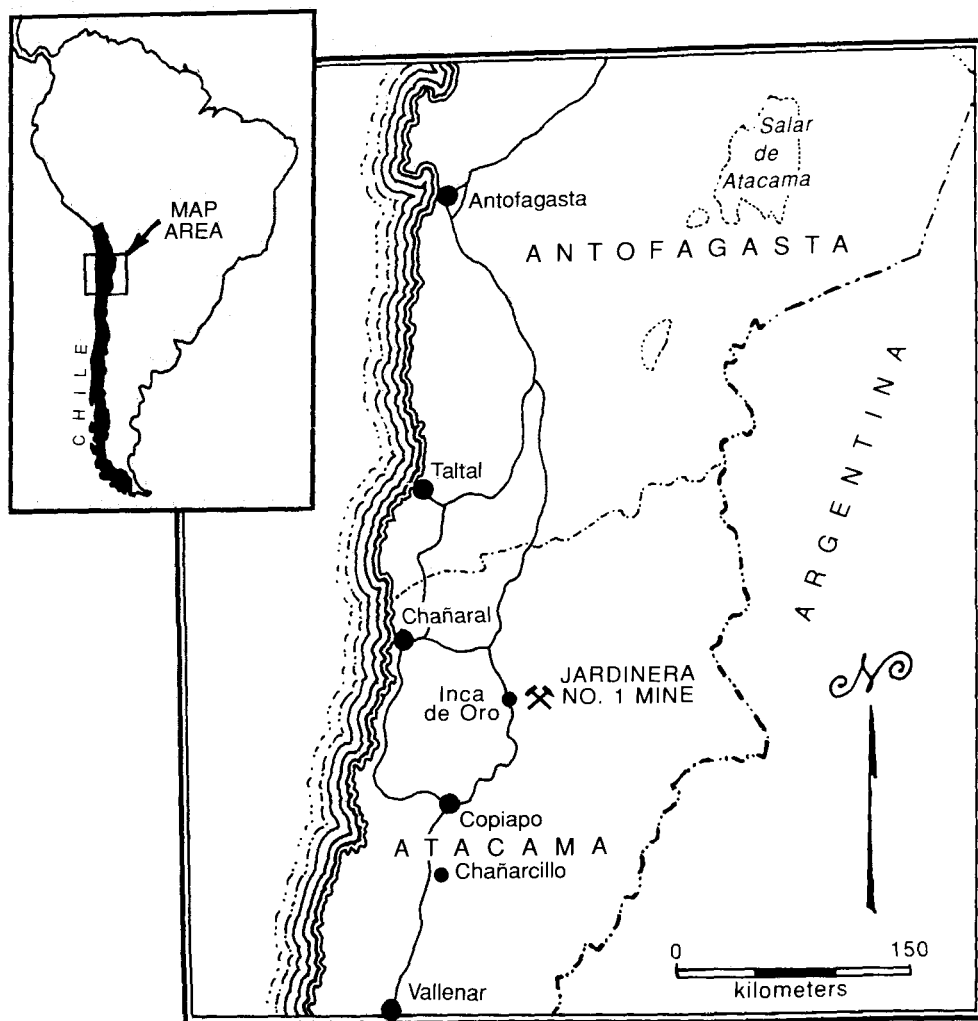 MAP
AREA
CHILE
Salar
de
Atacama
Antofagasta
ANTOFAGASTA
ARGENTINA
Taltal
Chañaral
Inca
de Oro
JARDINERA
NO. 1 MINE
N
Copiapo
ATACAMA
Chañarcillo
Vallenar
0 150
kilometers